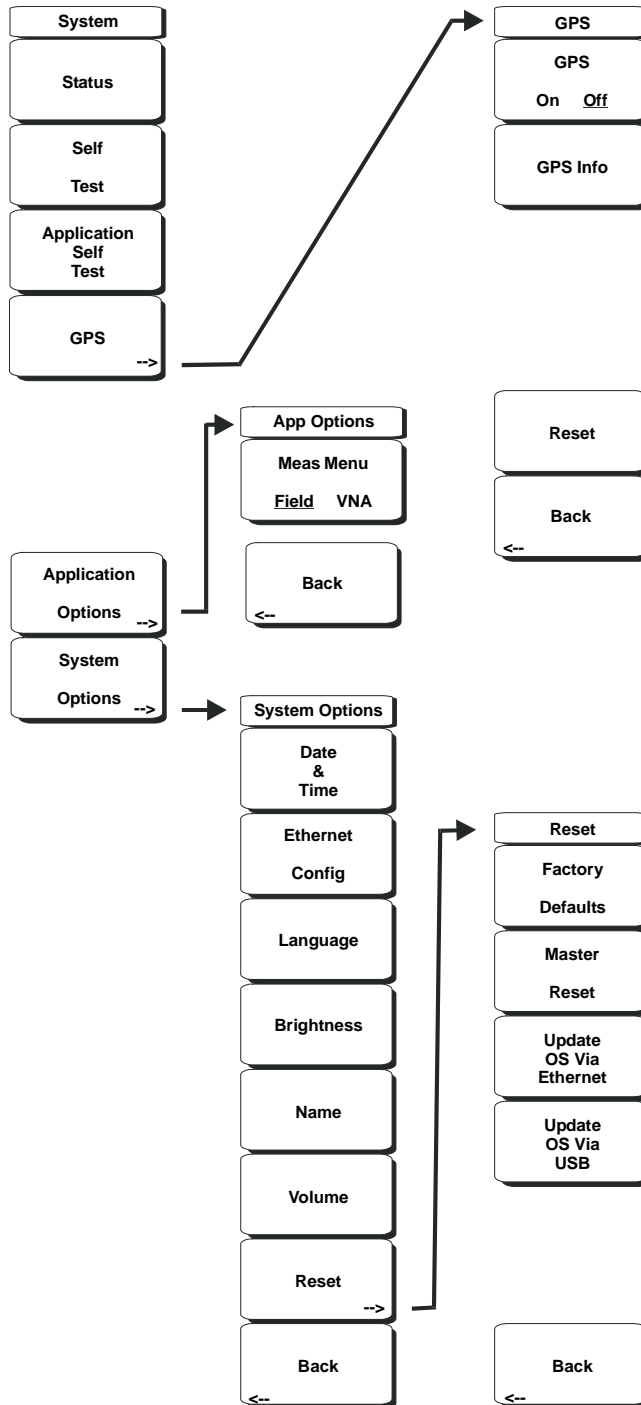 System
Status
Self
Test
Application
Self
Test
GPS
-->
Application
Options
-->
System
Options
-->
GPS
GPS
On Off
GPS Info
Reset
Back
<--
App Options
Meas Menu
Field VNA
Back
<--
System Options
Date
&
Time
Ethernet
Config
Language
Brightness
Name
Volume
Reset
-->
Back
<--
Reset
Factory
Defaults
Master
Reset
Update
OS Via
Ethernet
Update
OS Via
USB
Back
<--